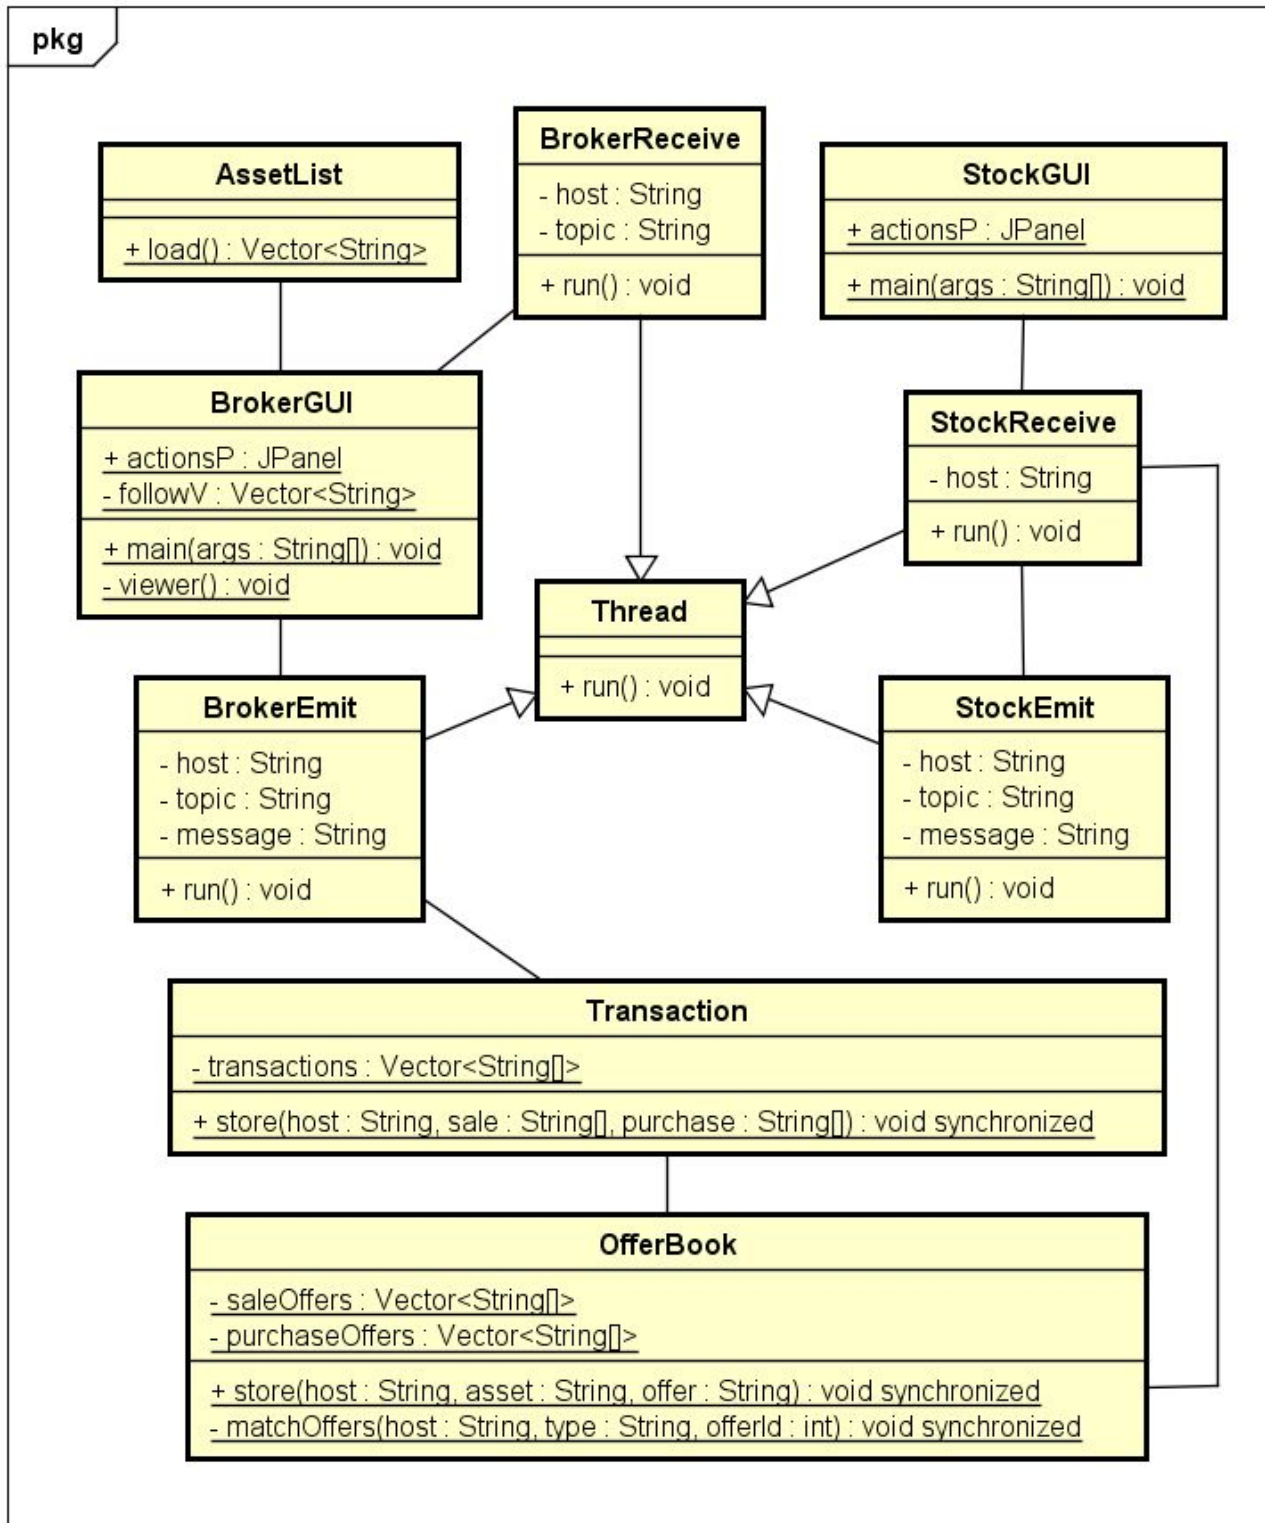 pkg
AssetList
+ load() : Vector<String>
BrokerReceive
- host : String
- topic : String
+ run() : void
StockGUI
+ actionsP : JPanel
+ main(args : String[]) : void
BrokerGUI
+ actionsP : JPanel
- followV : Vector<String>
+ main(args : String[]) : void
- viewer() : void
StockReceive
- host : String
+ run() : void
Thread
+ run() : void
BrokerEmit
- host : String
- topic : String
- message : String
+ run() : void
StockEmit
- host : String
- topic : String
- message : String
+ run() : void
Transaction
- transactions : Vector<String[]>
+ store(host : String, sale : String[], purchase : String[]) : void synchronized
OfferBook
- saleOffers : Vector<String[]>
- purchaseOffers : Vector<String[]>
+ store(host : String, asset : String, offer : String) : void synchronized
- matchOffers(host : String, type : String, offerId : int) : void synchronized